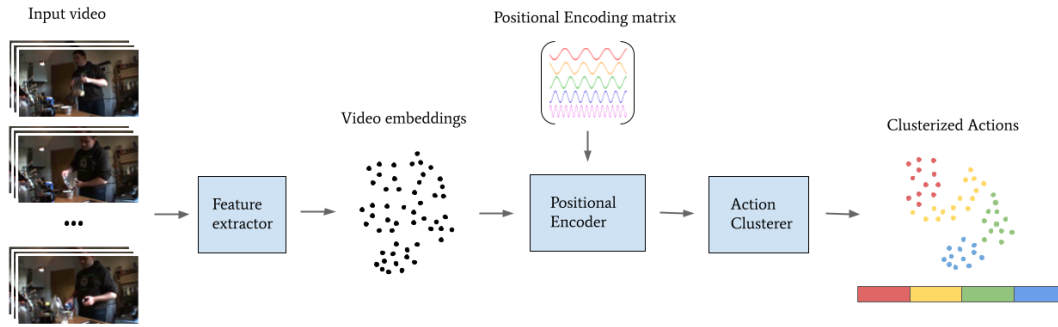 Input video
Positional Encoding matrix
Video embeddings
Clusterized Actions
Feature
extractor
Positional
Encoder
Action
Clusterer